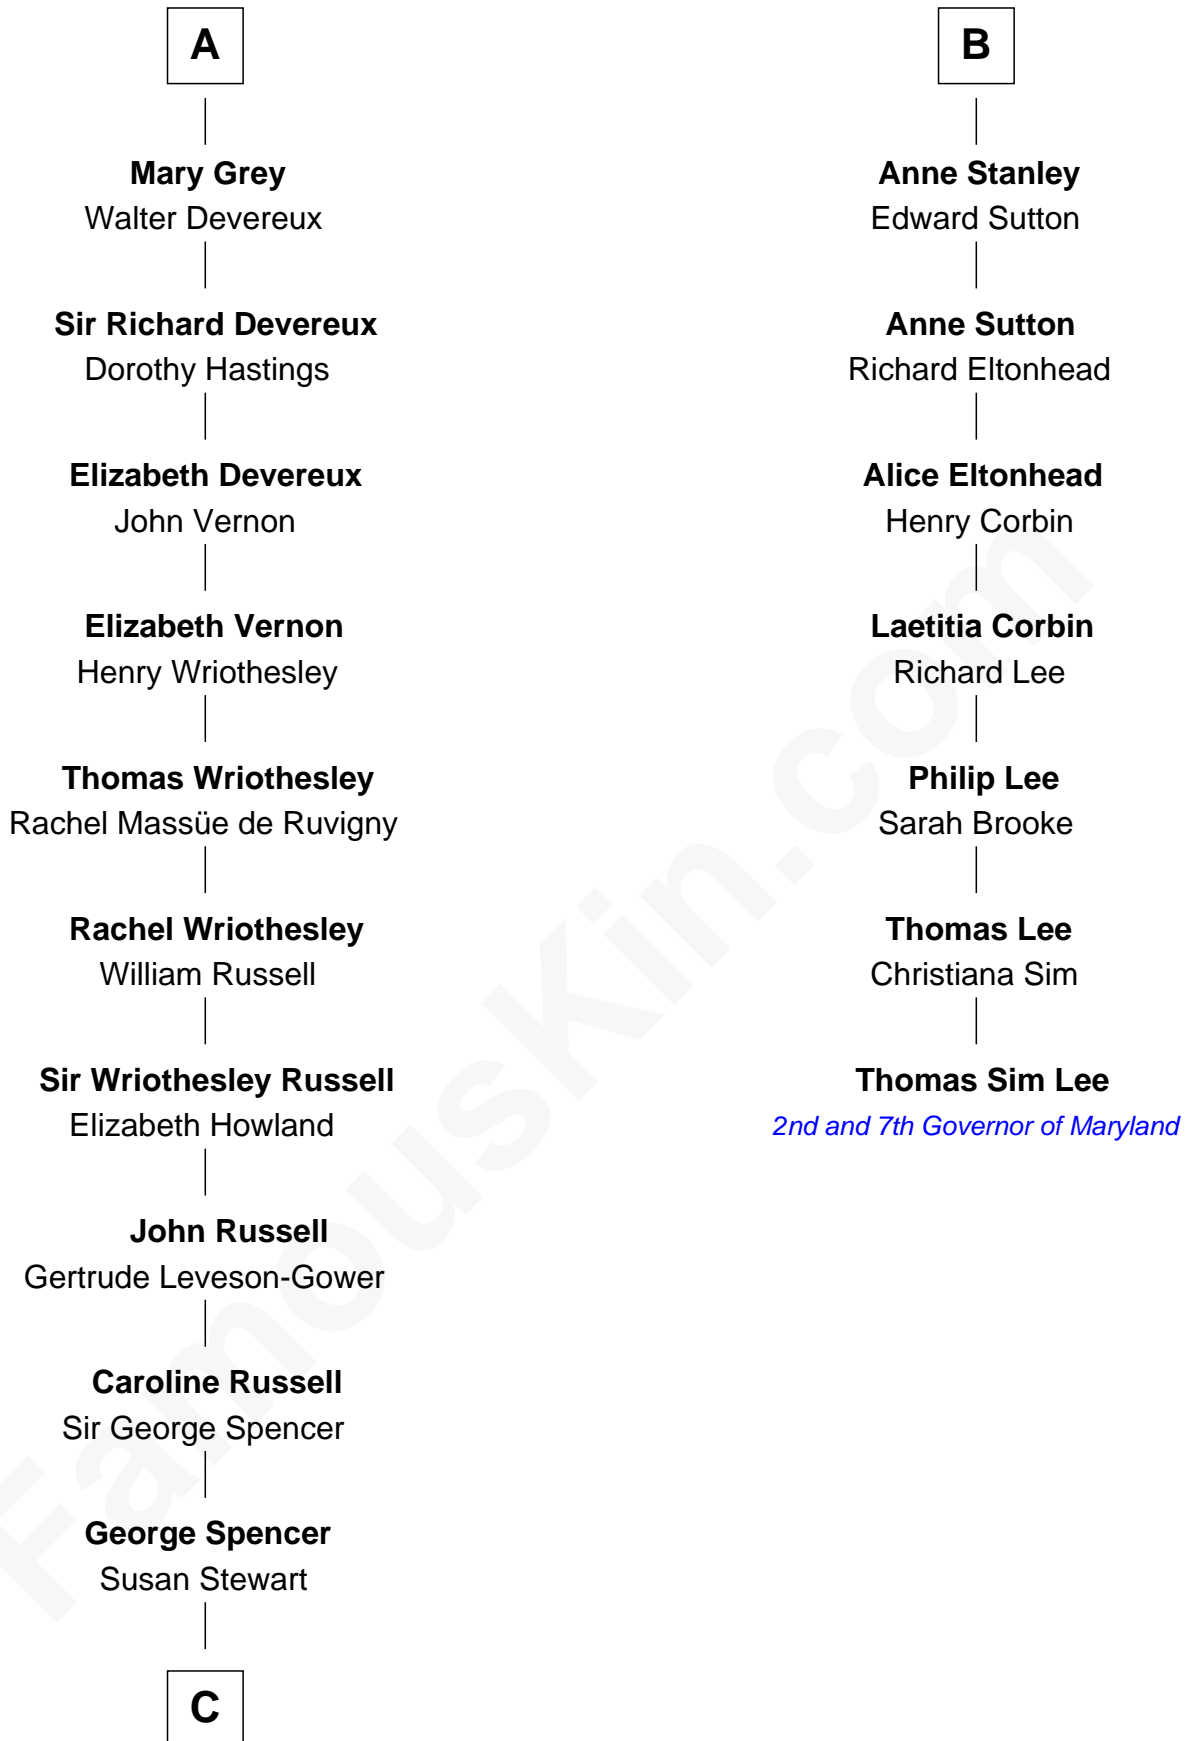 A
Mary Grey
Walter Devereux
Sir Richard Devereux
Dorothy Hastings
Elizabeth Devereux
John Vernon
Elizabeth Vernon
Henry Wriothesley
Thomas Wriothesley
Rachel Massüe de Ruvigny
Rachel Wriothesley
William Russell
Sir Wriothesley Russell
Elizabeth Howland
John Russell
Gertrude Leveson-Gower
Caroline Russell
Sir George Spencer
George Spencer
Susan Stewart
C
B
Anne Stanley
Edward Sutton
Anne Sutton
Richard Eltonhead
Alice Eltonhead
Henry Corbin
Laetitia Corbin
Richard Lee
Philip Lee
Sarah Brooke
Thomas Lee
Christiana Sim
Thomas Sim Lee
2nd and 7th Governor of Maryland
FamousKin.com